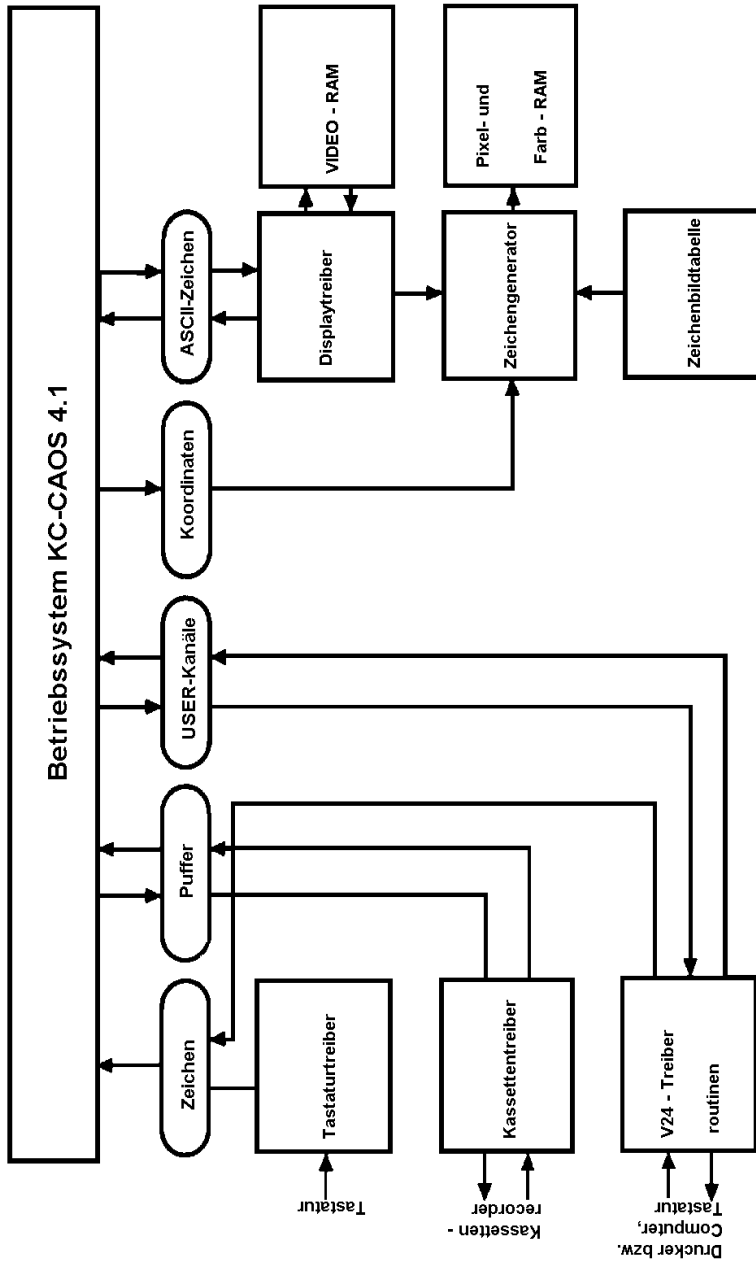 Betriebssystem KC-CAOS 4.1
Zeichen
Puffer
USER-Kanäle
Koordinaten
ASCII-Zeichen
Tastatur
Tastaturtreiber
Displaytreiber
VIDEO - RAM
Kassetten -
recorder
Kassettentreiber
Zeichengenerator
Pixel- und
Farb - RAM
Drucker bzw.
Computer,
Tastatur
V24 - Treiber
routinen
Zeichenbildtabelle